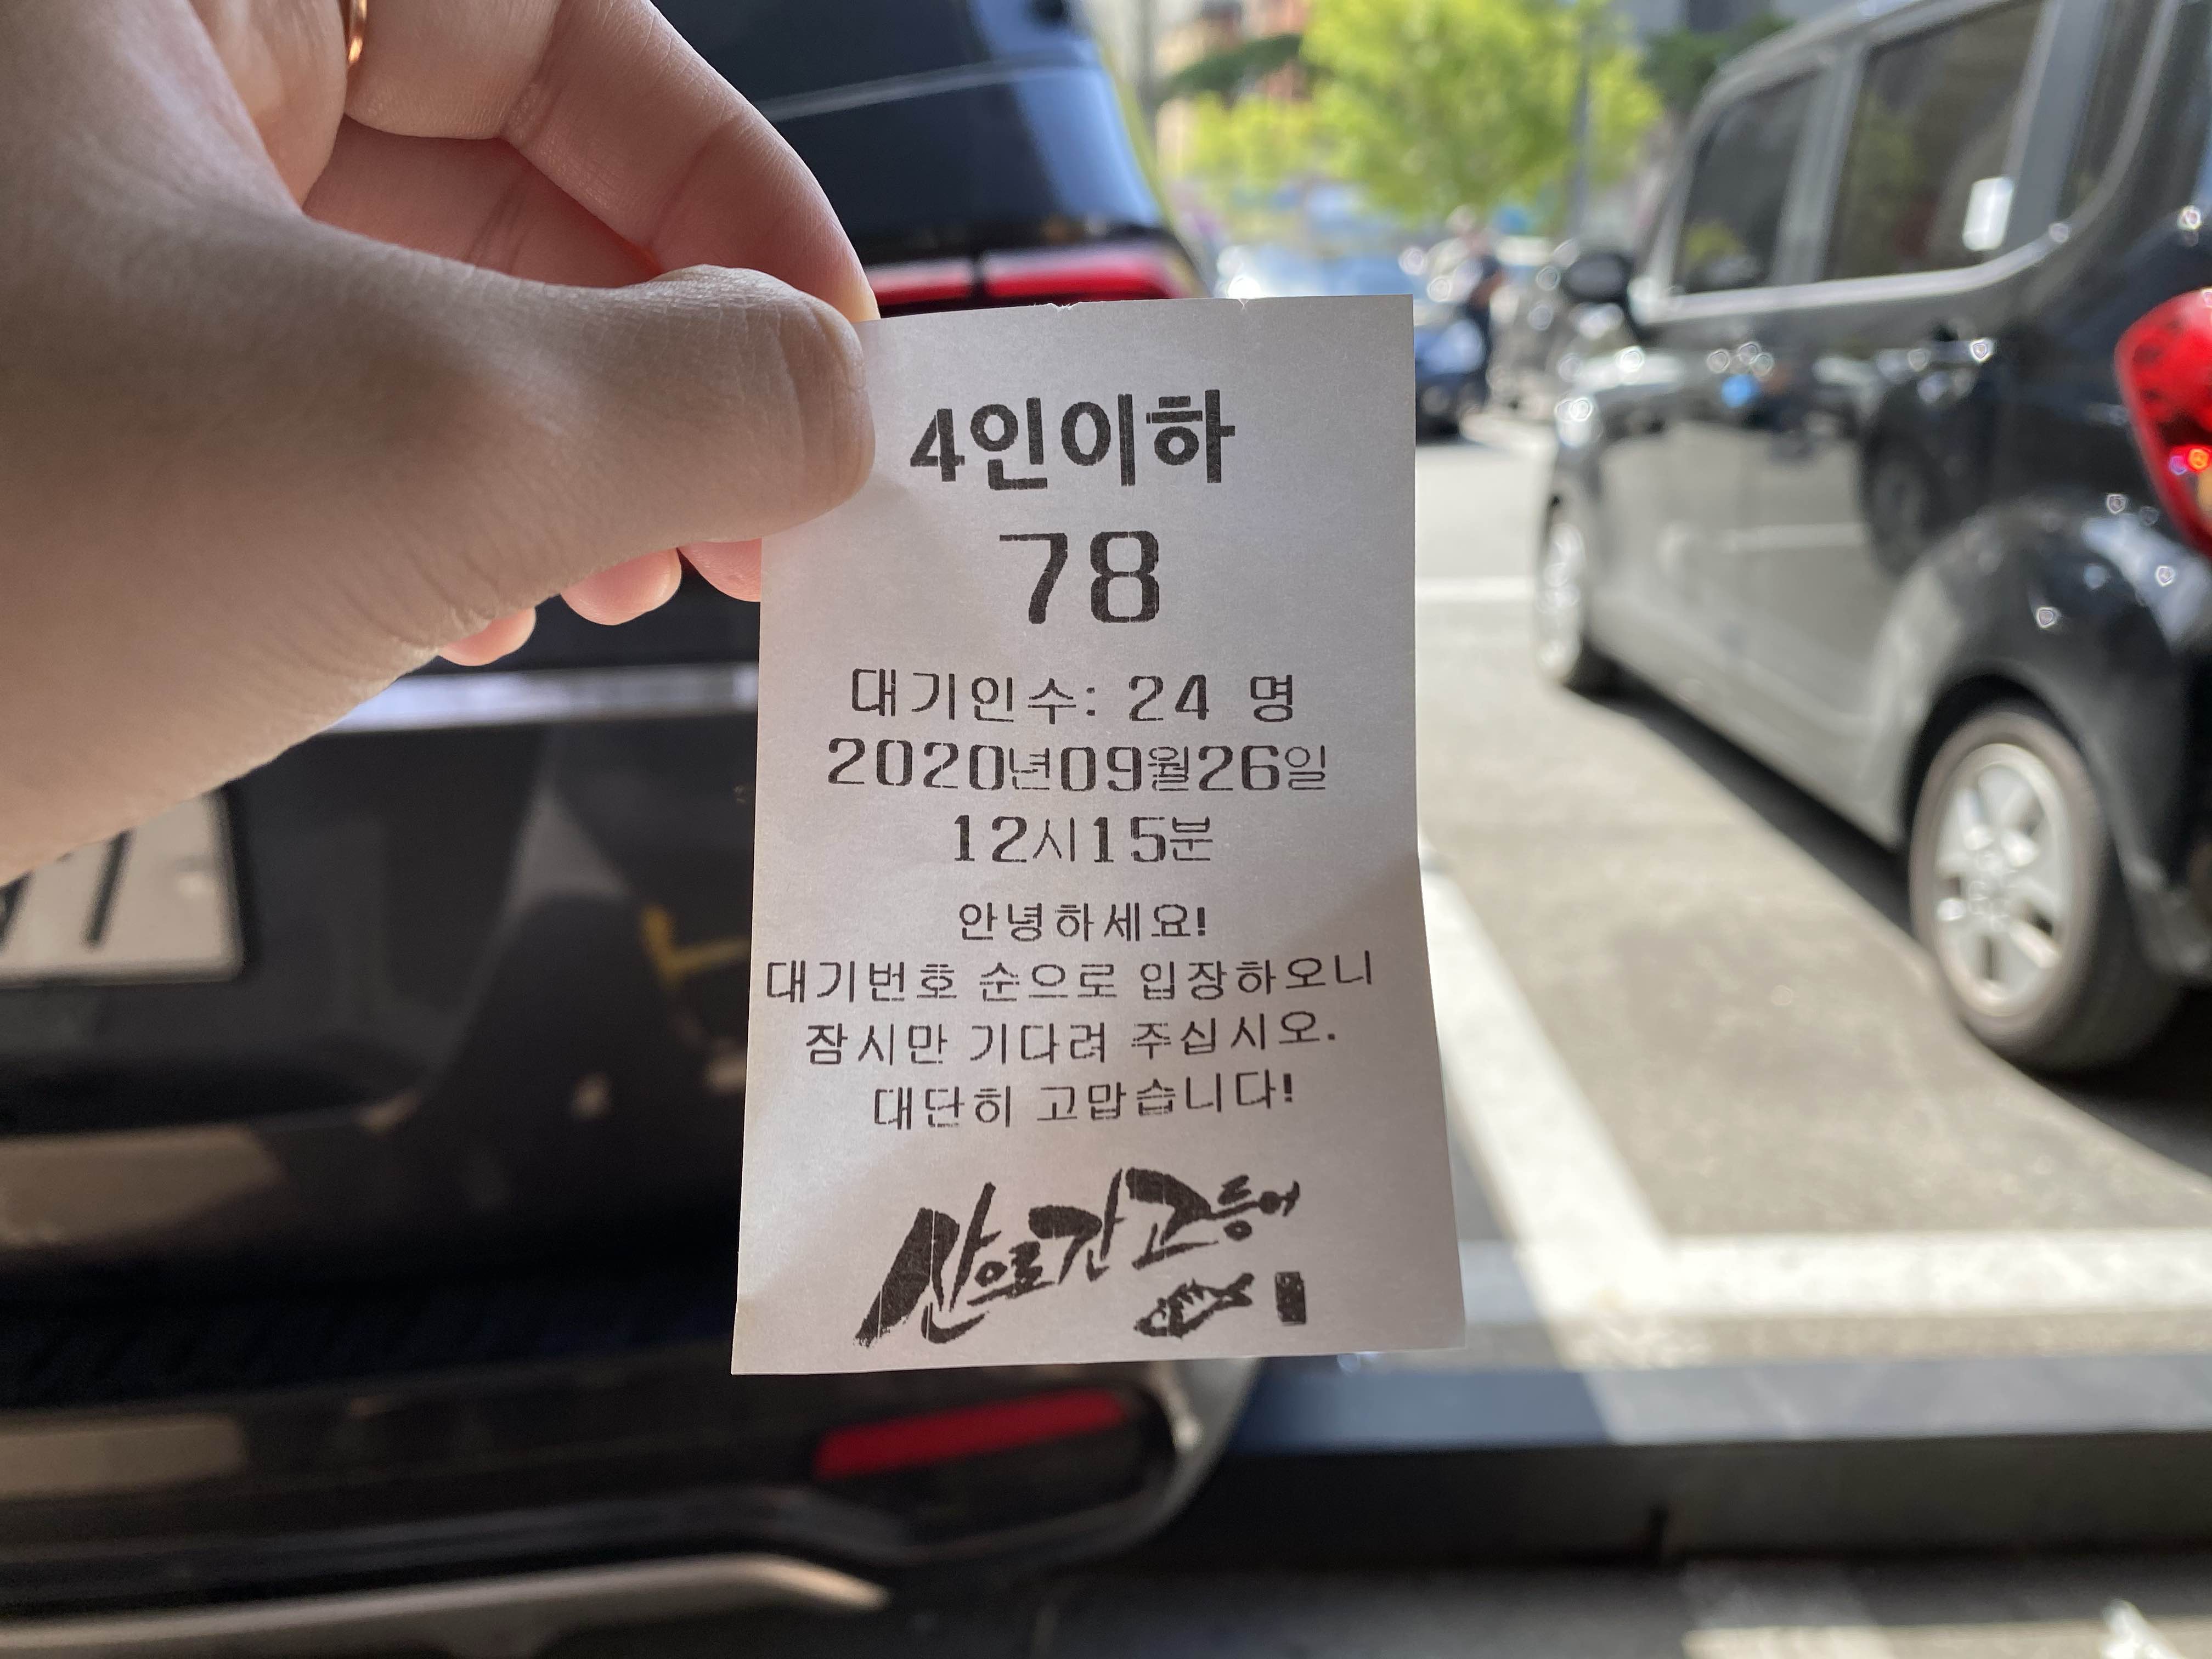 4인이하
78
대기인수: 24 명
2020년09월26일
12시15분
안녕하세요!
대기번호 순으로 입장하오니
잠시만 기다려 주십시오.
대단히 고맙습니다!
산으로간고등어